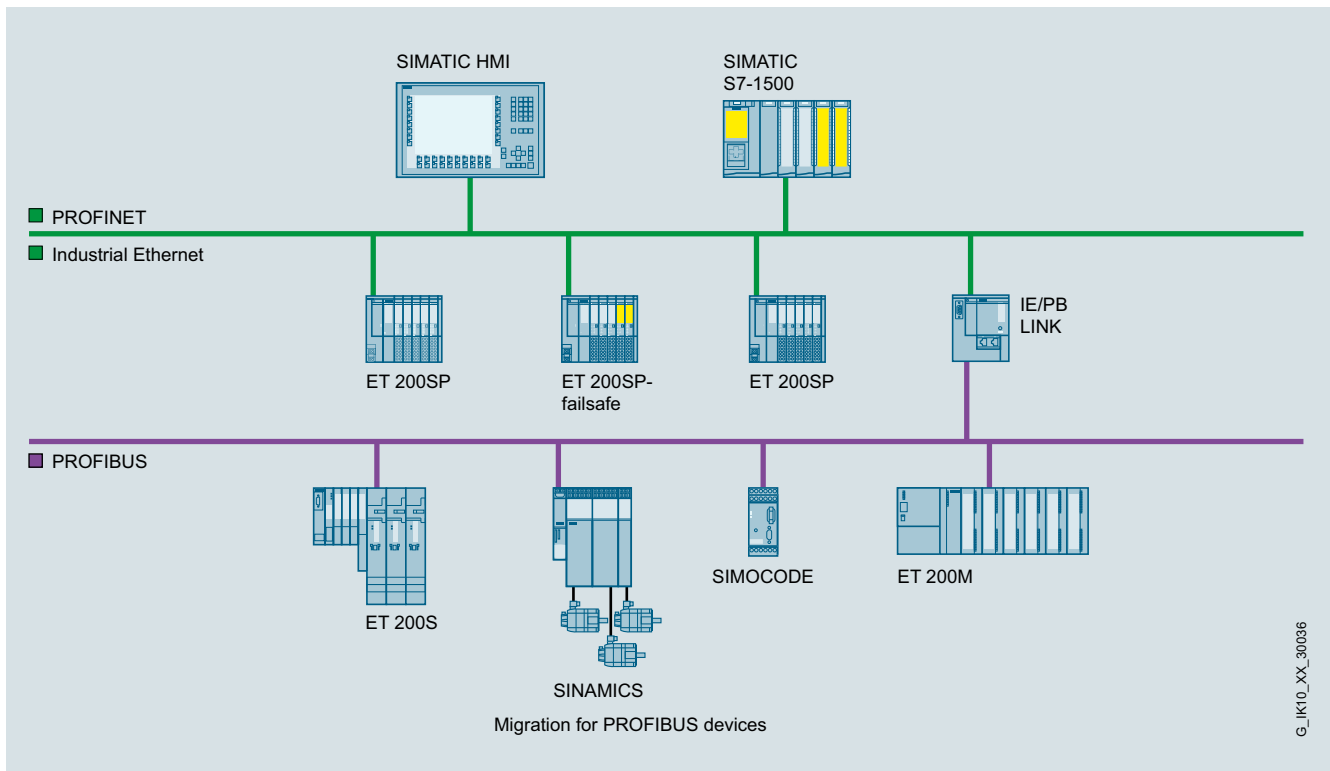 SIMATIC HMI
SIMATIC
S7-1500
PROFINET
Industrial Ethernet
IE/PB
LINK
ET 200SP
ET 200SP-
failsafe
ET 200SP
PROFIBUS
SIMOCODE
ET 200M
ET 200S
SINAMICS
Migration for PROFIBUS devices
G_IK10_XX_30036